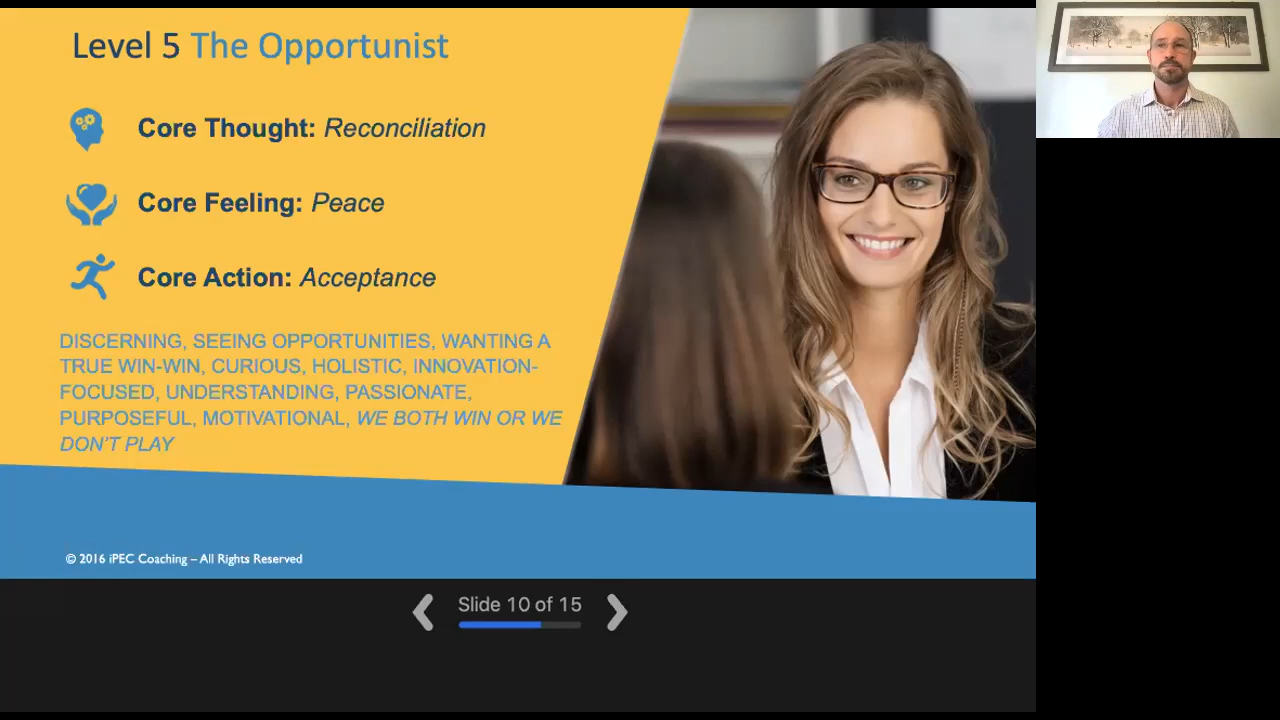 Level 5 The Opportunist
Core Thought: Reconciliation
Core Feeling: Peace
Core Action: Acceptance
DISCERNING, SEEING OPPORTUNITIES, WANTING A
TRUE WIN-WIN, CURIOUS, HOLISTIC, INNOVATION-
FOCUSED, UNDERSTANDING, PASSIONATE,
PURPOSEFUL, MOTIVATIONAL, WE BOTH WIN OR WE
DON'T PLAY
© 2016 iPEC Coaching – All Rights Reserved
Slide 10 of 15